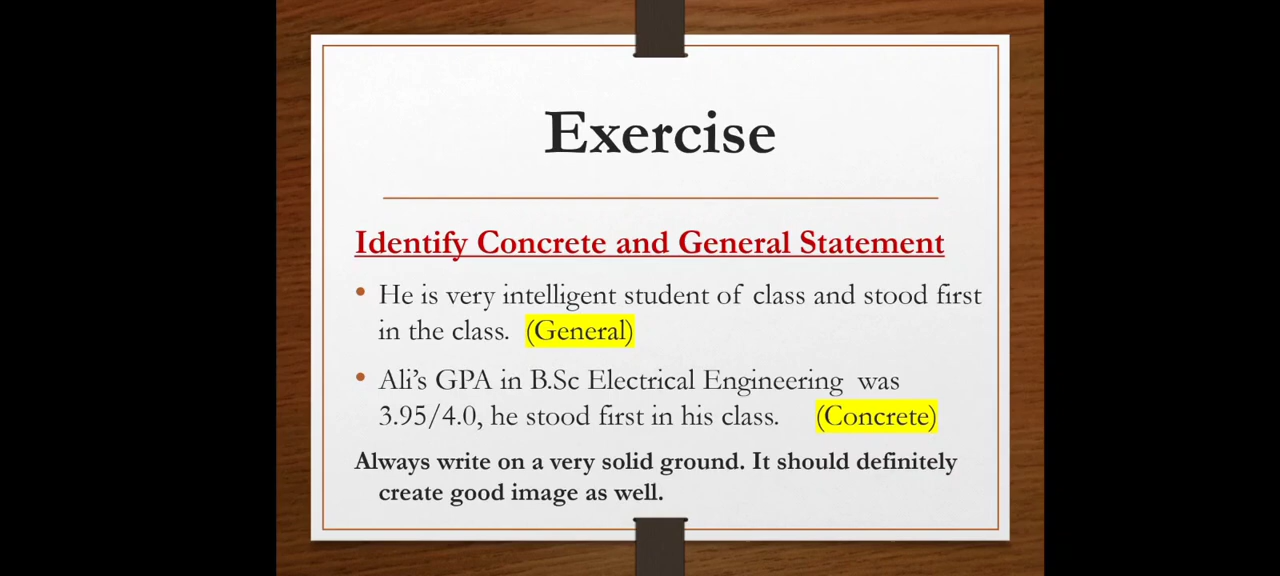 Exercise
Identify Concrete and General Statement
• He is very intelligent student of class and stood first
in the class. (General)
• Ali’s GPA in B.Sc Electrical Engineering was
3.95/4.0, he stood first in his class. (Concrete)
Always write on a very solid ground. It should definitely
create good image as well.